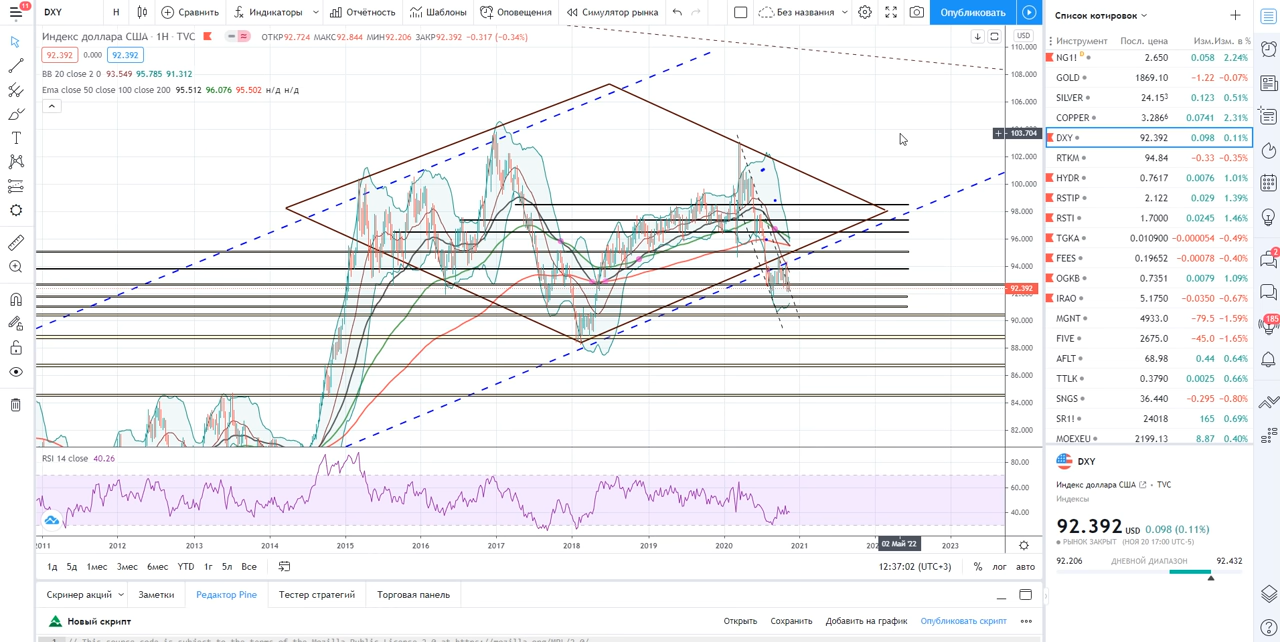 11
DXY Н Сравнить Индикаторы Отчётность Шаблоны Оповещения Симулятор рынка Без названия Опубликовать
Список котировок
Индекс доллара США · 1Н · TVC ОТКР92.724 МАКС92.844 МИН92.206 ЗАКР92.392 -0.317 (-0.34%)
USD
92.392 0.000 92.392
BB 20 close 2 0 93.549 95.785 91.312
Ema close 50 close 100 close 200 95.512 96.076 95.502 н/д н/д
110.000
108.000
106.000
103.704
102.000
100.000
98.000
96.000
94.000
92.392
90.000
88.000
86.000
84.000
82.000
RSI 14 close 40.26
80.00
60.00
40.00
2011 2012 2013 2014 2015 2016 2017 2018 2019 2020 2021 02 Май '22 2023
1д 5д 1мес 3мес 6мес YTD 1г 5л Все 12:37:02 (UTC+3) % лог авто
Скринер акций Заметки Редактор Pine Тестер стратегий Торговая панель
Новый скрипт Открыть Сохранить Добавить на график Опубликовать скрипт
Инструмент Посл. цена Изм. Изм. в %
NG1! D 2.650 0.058 2.24%
GOLD 1869.10 -1.22 -0.07%
SILVER 24.15³ 0.123 0.51%
COPPER 3.286⁶ 0.0741 2.31%
DXY 92.392 0.098 0.11%
RTKM 94.84 -0.33 -0.35%
HYDR 0.7617 0.0076 1.01%
RSTIP 2.122 0.029 1.39%
RSTI 1.7000 0.0245 1.46%
TGKA 0.010900 -0.000054 -0.49%
FEES 0.19652 -0.00078 -0.40%
OGKB 0.7351 0.0079 1.09%
IRAO 5.1750 -0.0350 -0.67%
MGNT 4933.0 -79.5 -1.59%
FIVE 2675.0 -45.0 -1.65%
AFLT 68.98 0.44 0.64%
TTLK 0.3790 0.0025 0.66%
SNGS 36.440 -0.295 -0.80%
SR1! 24018 165 0.69%
MOEXEU 2199.13 8.87 0.40%
DXY
Индекс доллара США · TVC
Индексы
92.392 USD 0.098 (0.11%)
РЫНОК ЗАКРЫТ (НОЯ 20 17:00 UTC-5)
92.206 ДНЕВНОЙ ДИАПАЗОН 92.432
2
185